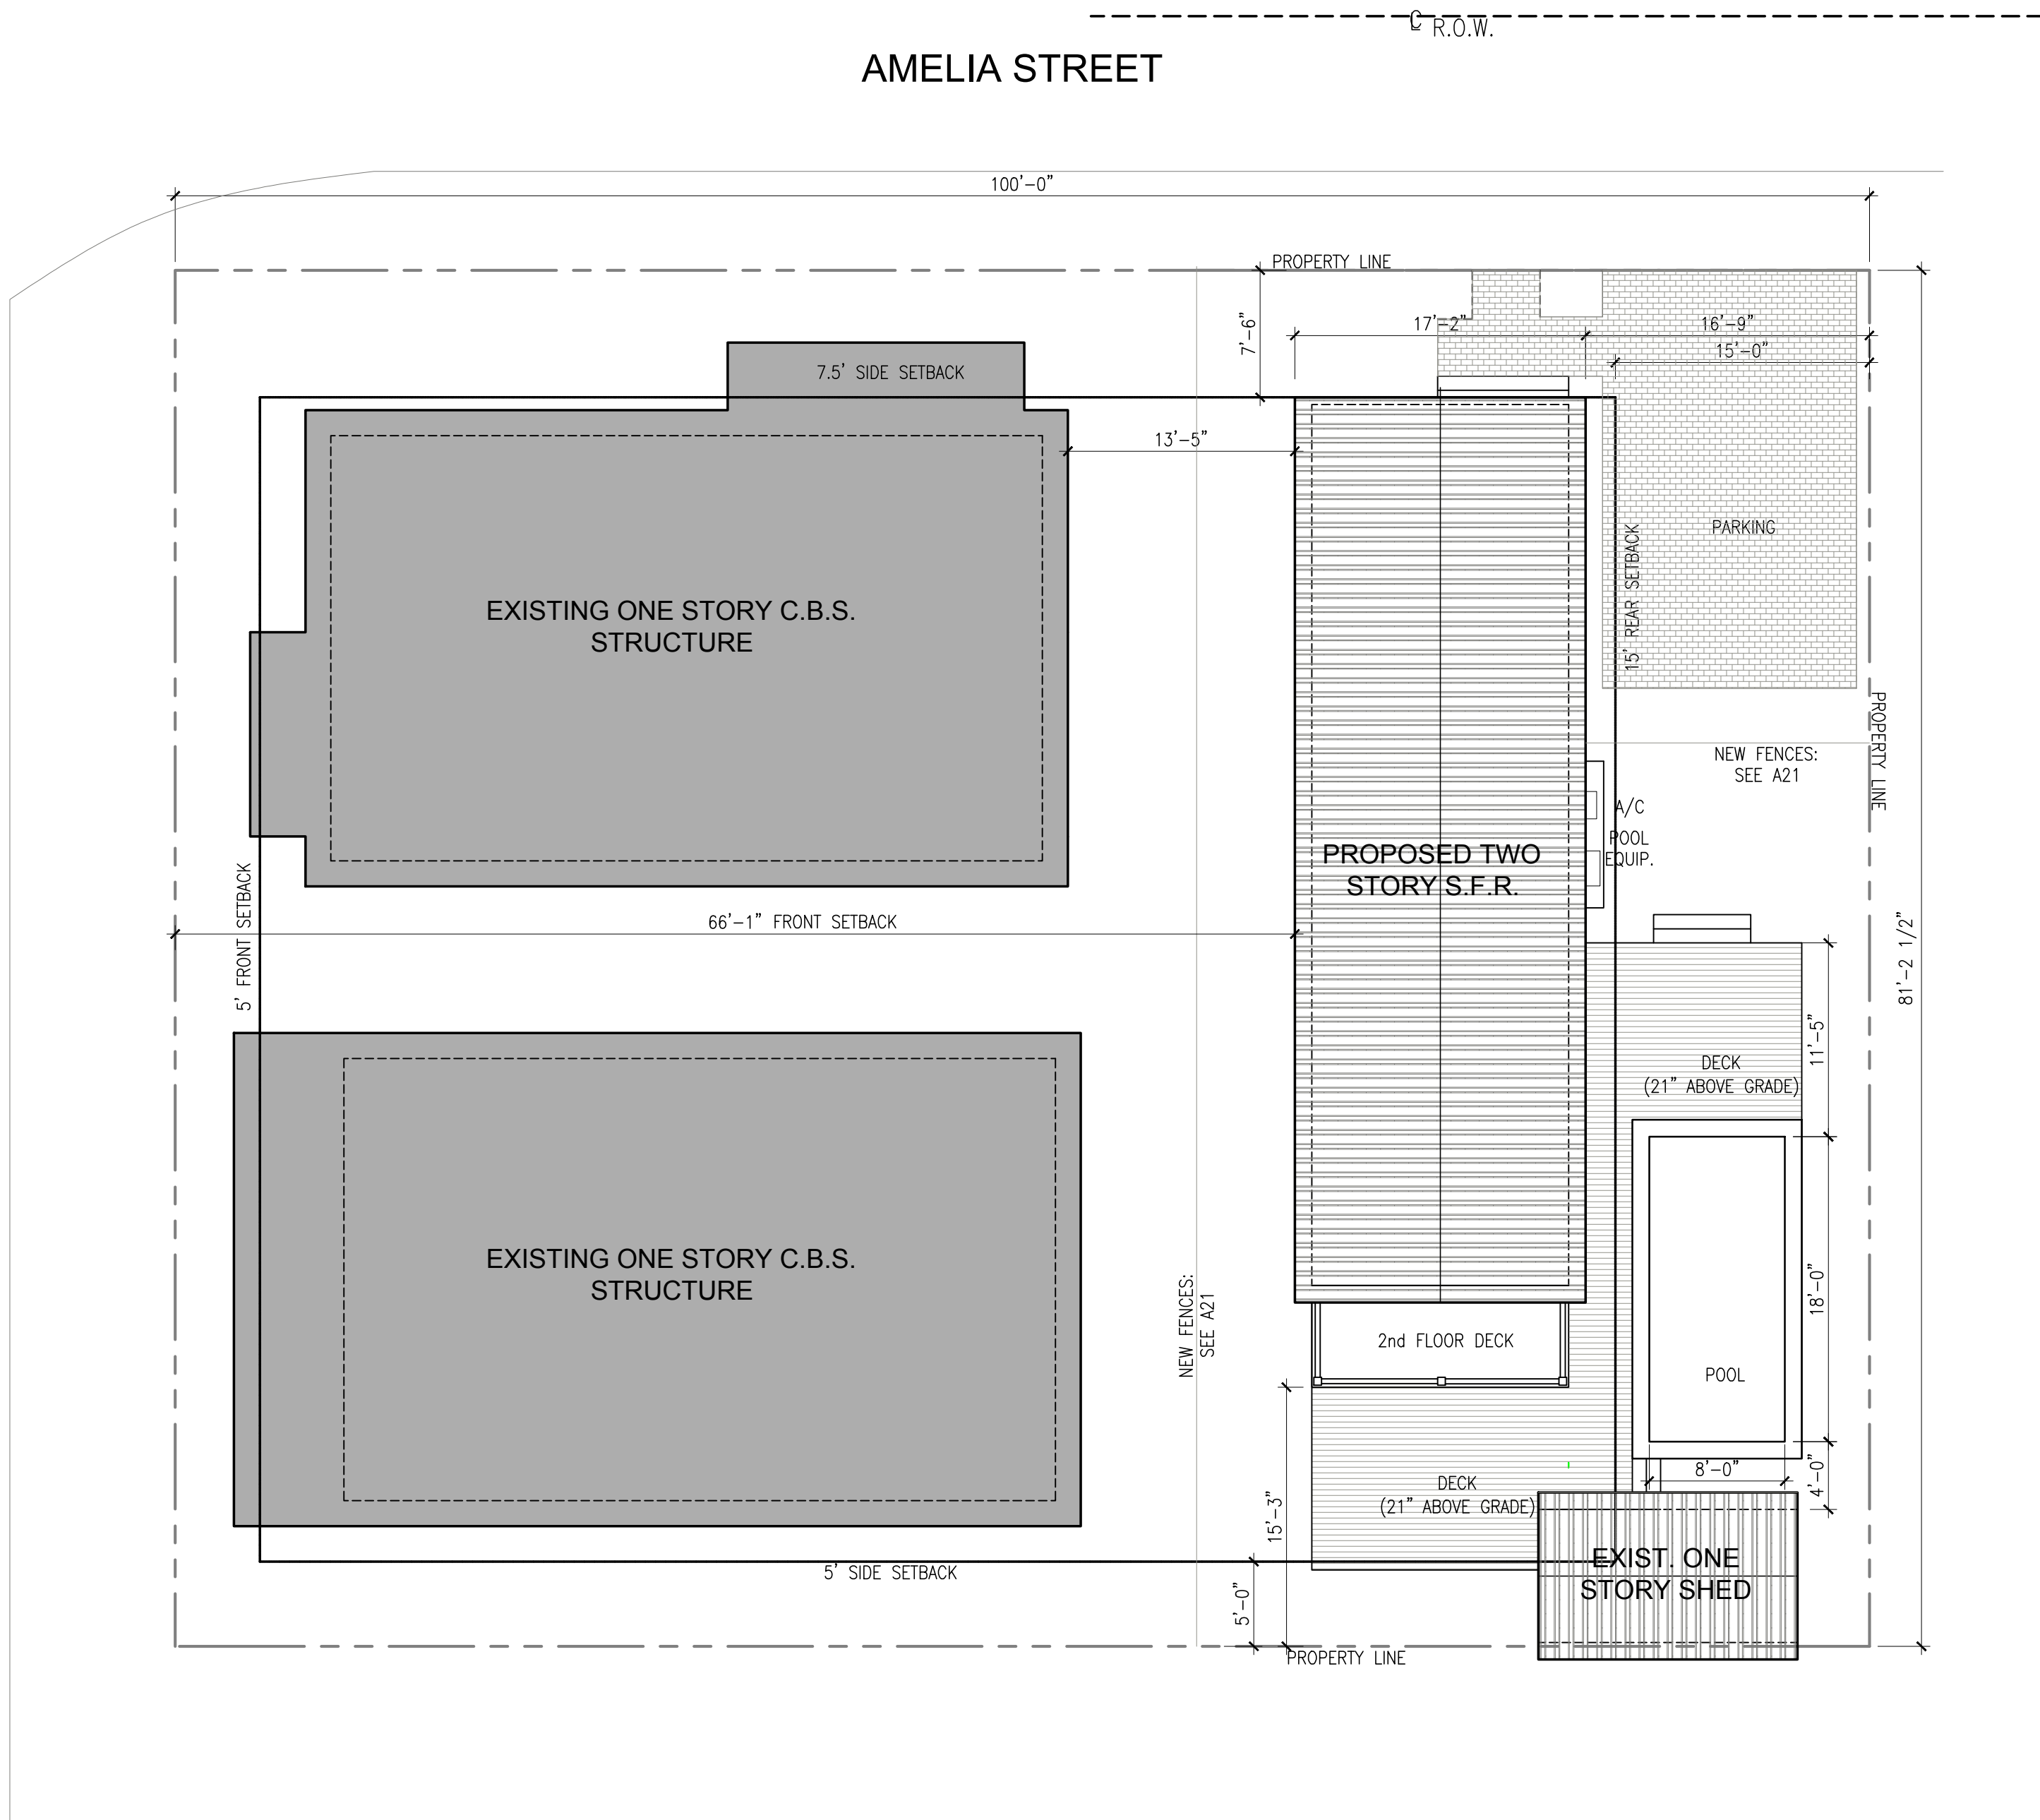 ℄ R.O.W.
AMELIA STREET
100'-0"
PROPERTY LINE
7'-6"
17'-2"
16'-9"
15'-0"
7.5' SIDE SETBACK
13'-5"
PARKING
15' REAR SETBACK
EXISTING ONE STORY C.B.S.
STRUCTURE
PROPERTY LINE
NEW FENCES:
SEE A21
A/C
POOL
EQUIP.
PROPOSED TWO
STORY S.F.R.
5' FRONT SETBACK
66'-1" FRONT SETBACK
81'-2 1/2"
11'-5"
DECK
(21" ABOVE GRADE)
EXISTING ONE STORY C.B.S.
STRUCTURE
NEW FENCES:
SEE A21
2nd FLOOR DECK
18'-0"
POOL
8'-0"
4'-0"
DECK
(21" ABOVE GRADE)
15'-3"
EXIST. ONE
STORY SHED
5' SIDE SETBACK
5'-0"
PROPERTY LINE